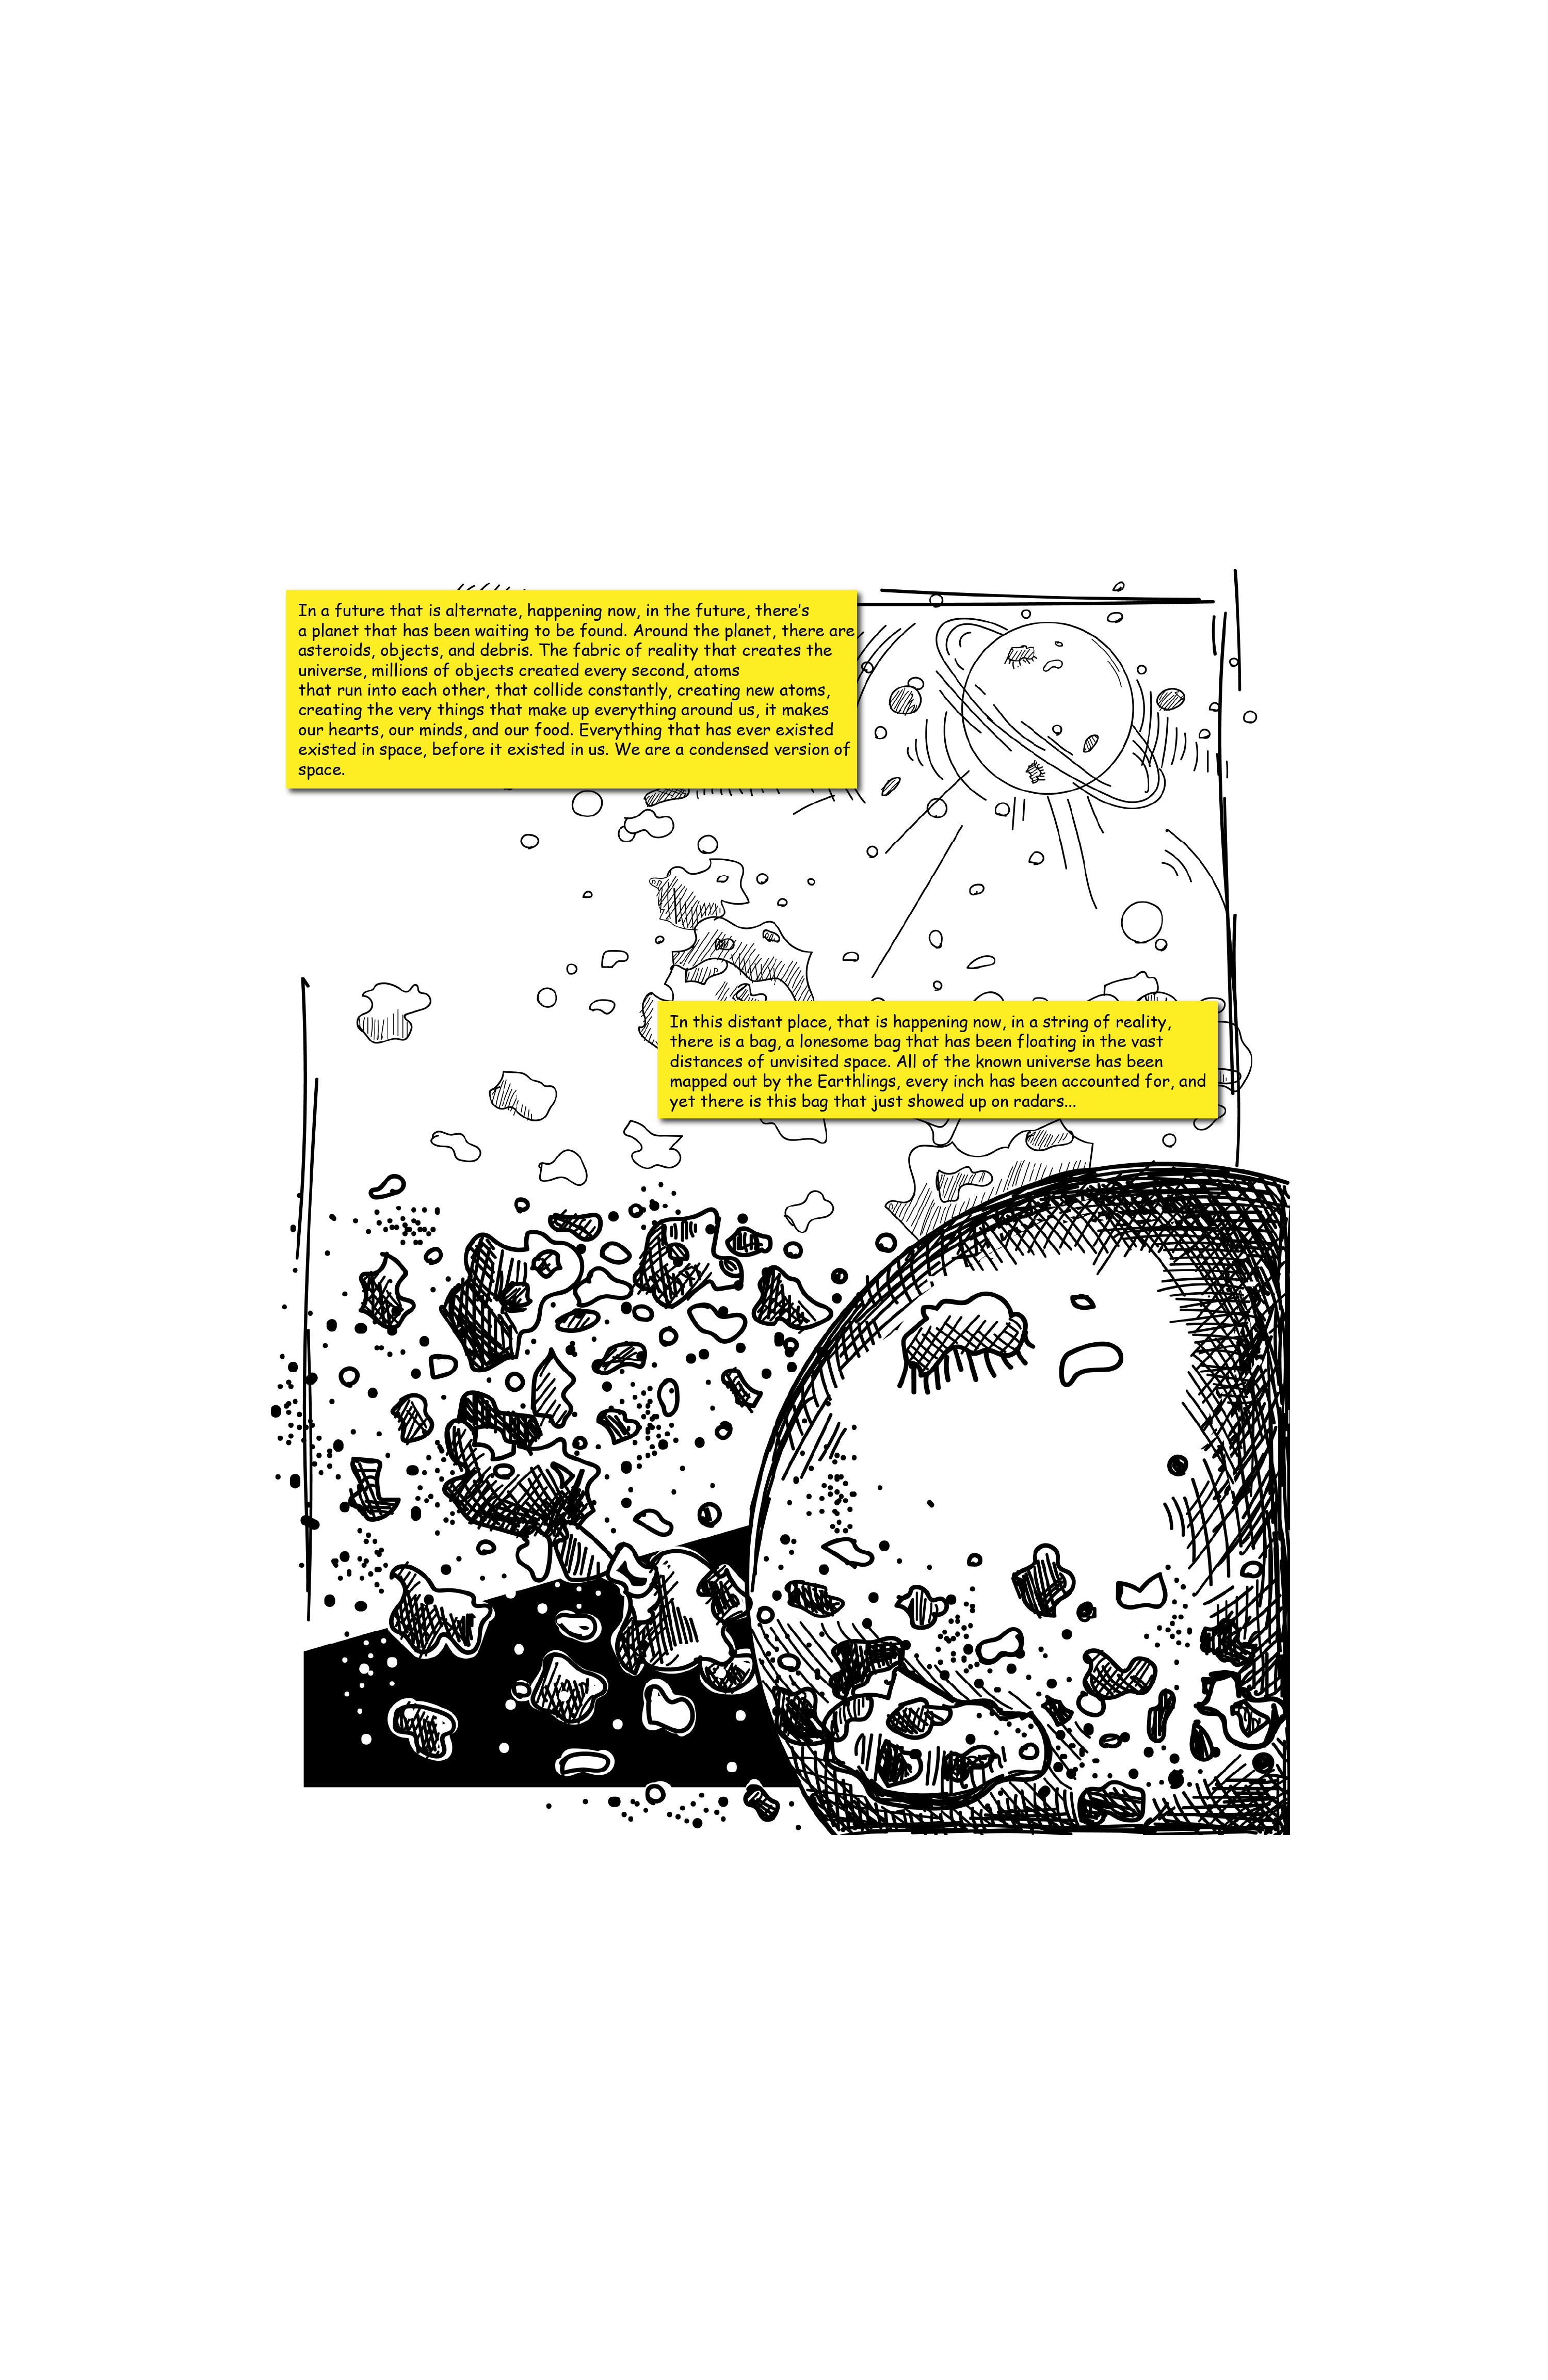 In a future that is alternate, happening now, in the future, there's
a planet that has been waiting to be found. Around the planet, there are
asteroids, objects, and debris. The fabric of reality that creates the
universe, millions of objects created every second, atoms
that run into each other, that collide constantly, creating new atoms,
creating the very things that make up everything around us, it makes
our hearts, our minds, and our food. Everything that has ever existed
existed in space, before it existed in us. We are a condensed version of
space.
In this distant place, that is happening now, in a string of reality,
there is a bag, a lonesome bag that has been floating in the vast
distances of unvisited space. All of the known universe has been
mapped out by the Earthlings, every inch has been accounted for, and
yet there is this bag that just showed up on radars...